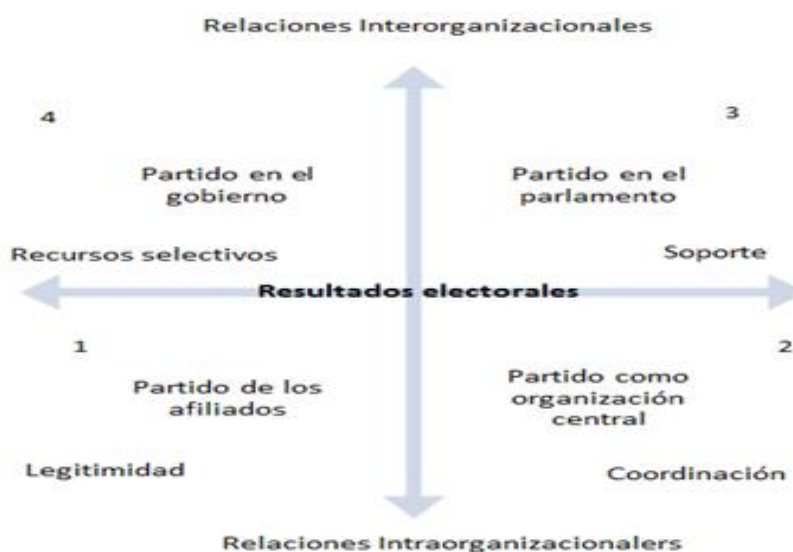 Relaciones Interorganizacionales
4
3
Partido en el
gobierno
Partido en el
parlamento
Recursos selectivos
Soporte
Resultados electorales
1
2
Partido de los
afiliados
Partido como
organización
central
Legitimidad
Coordinación
Relaciones Intraorganizacionalers